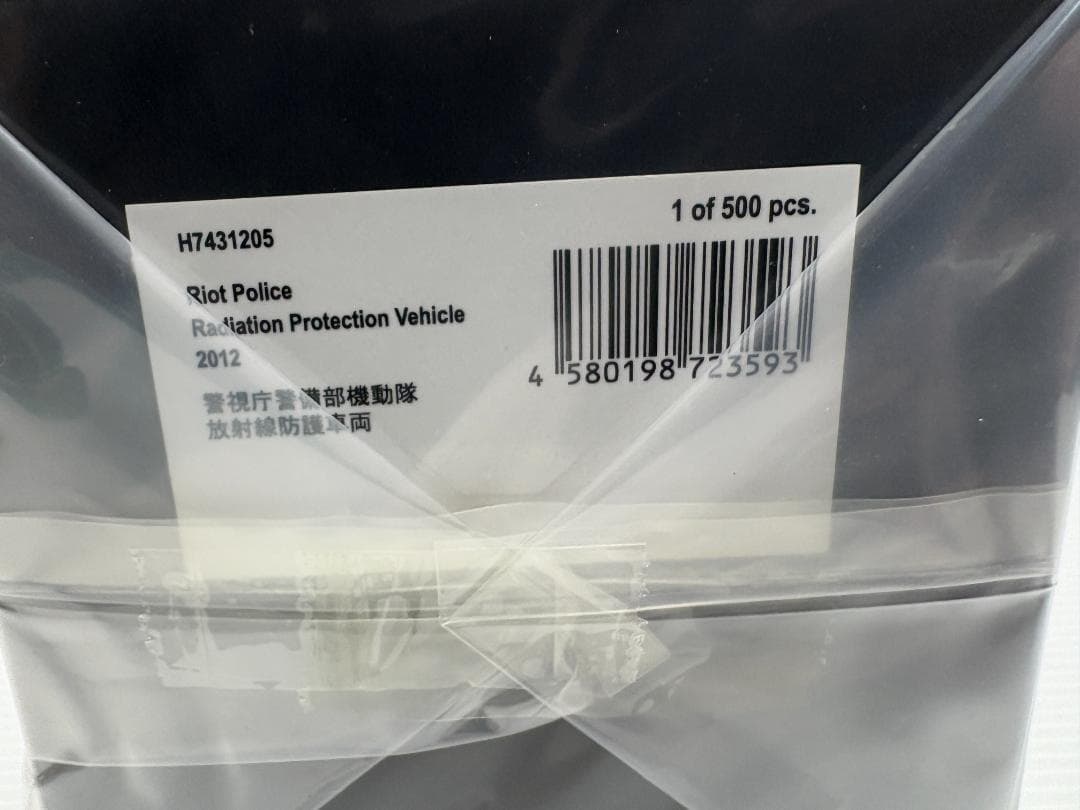 H7431205
1 of 500 pcs.
Riot Police
Radiation Protection Vehicle
2012
警視庁警備部機動隊
放射線防護車両
4 580198 723593